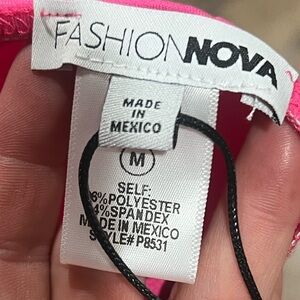 FASHIONNOVA
MADE
IN
MEXICO
M
SELF:
6%POLYESTER
4%SPANDEX
MADE IN MEXICO
STYLE# P8531